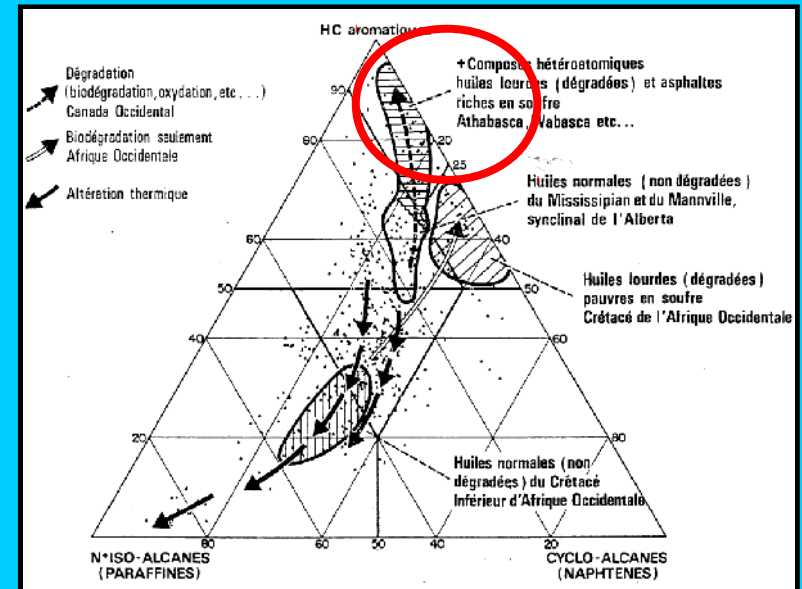 HC aromatiques
+Composés hétéroatomiques
huiles lourdes (dégradées) et asphaltes
riches en soufre
Athabasca, Wabasca etc...
Dégradation
(biodégradation, oxydation, etc ...)
Canada Occidental
Biodégradation seulement
Afrique Occidentale
Altération thermique
Huiles normales (non dégradées)
du Mississipian et du Mannville,
synclinal de l'Alberta
Huiles lourdes (dégradées)
pauvres en soufre
Crétacé de l'Afrique Occidentale
Huiles normales (non
dégradées) du Crétacé
Inférieur d'Afrique Occidentale
90
80
20
25
60
40
50
50
40
60
20
80
80
60
50
40
20
N+ISO-ALCANES
(PARAFFINES)
CYCLO-ALCANES
(NAPHTENES)